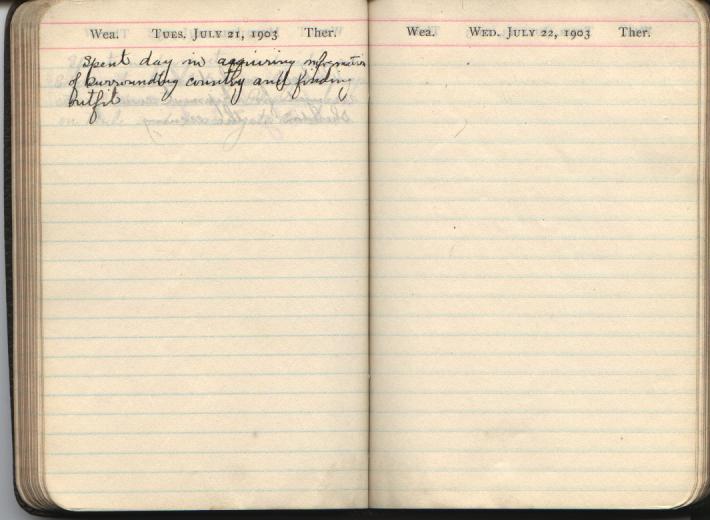 Wea. TUES. JULY 21, 1903 Ther.
Spent day in aquiring information
of surrounding country and finding
outfit
Wea. WED. JULY 22, 1903 Ther.